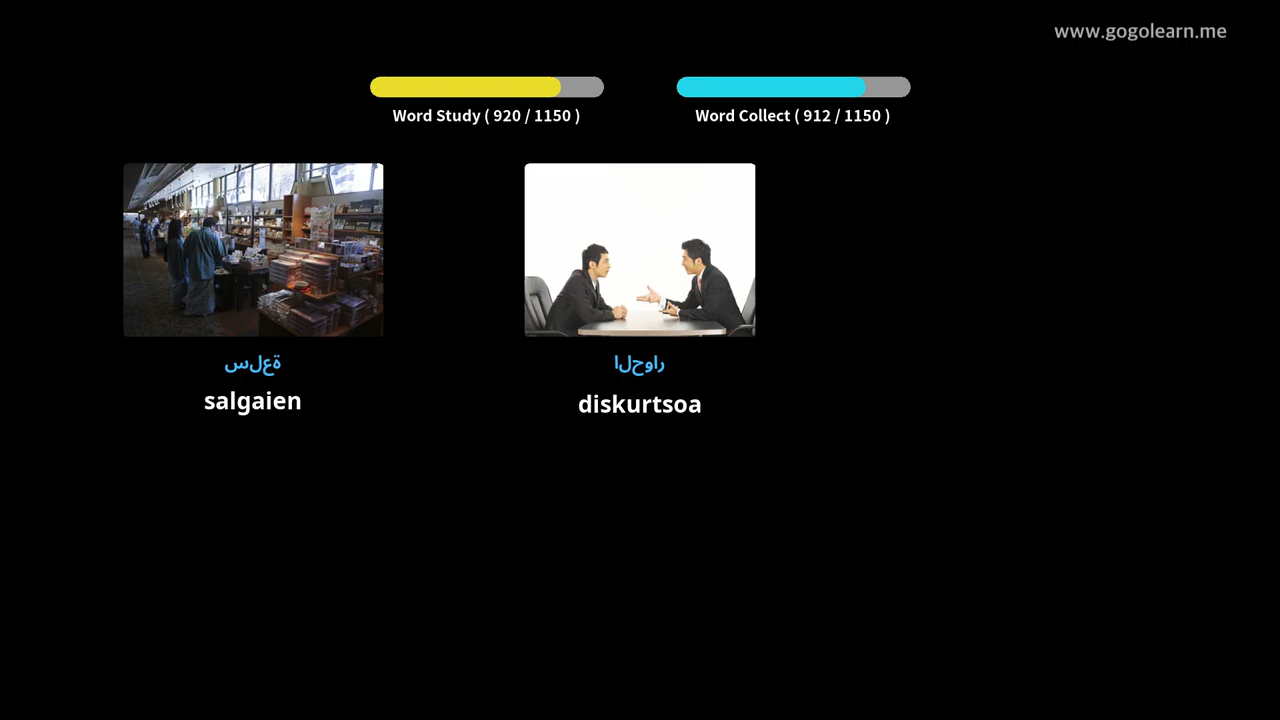 www.gogolearn.me
Word Study ( 920 / 1150 )
Word Collect ( 912 / 1150 )
سلعة
salgaien
الحوار
diskurtsoa